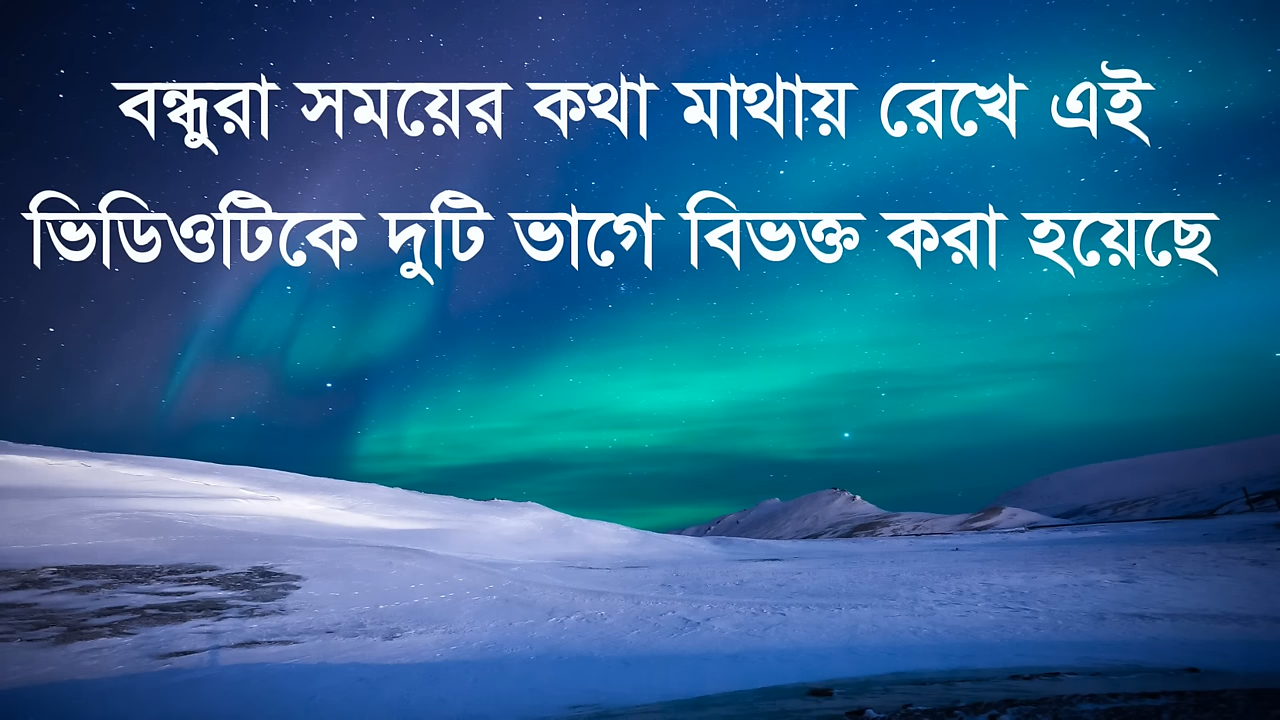 বন্ধুরা সময়ের কথা মাথায় রেখে এই
ভিডিওটিকে দুটি ভাগে বিভক্ত করা হয়েছে